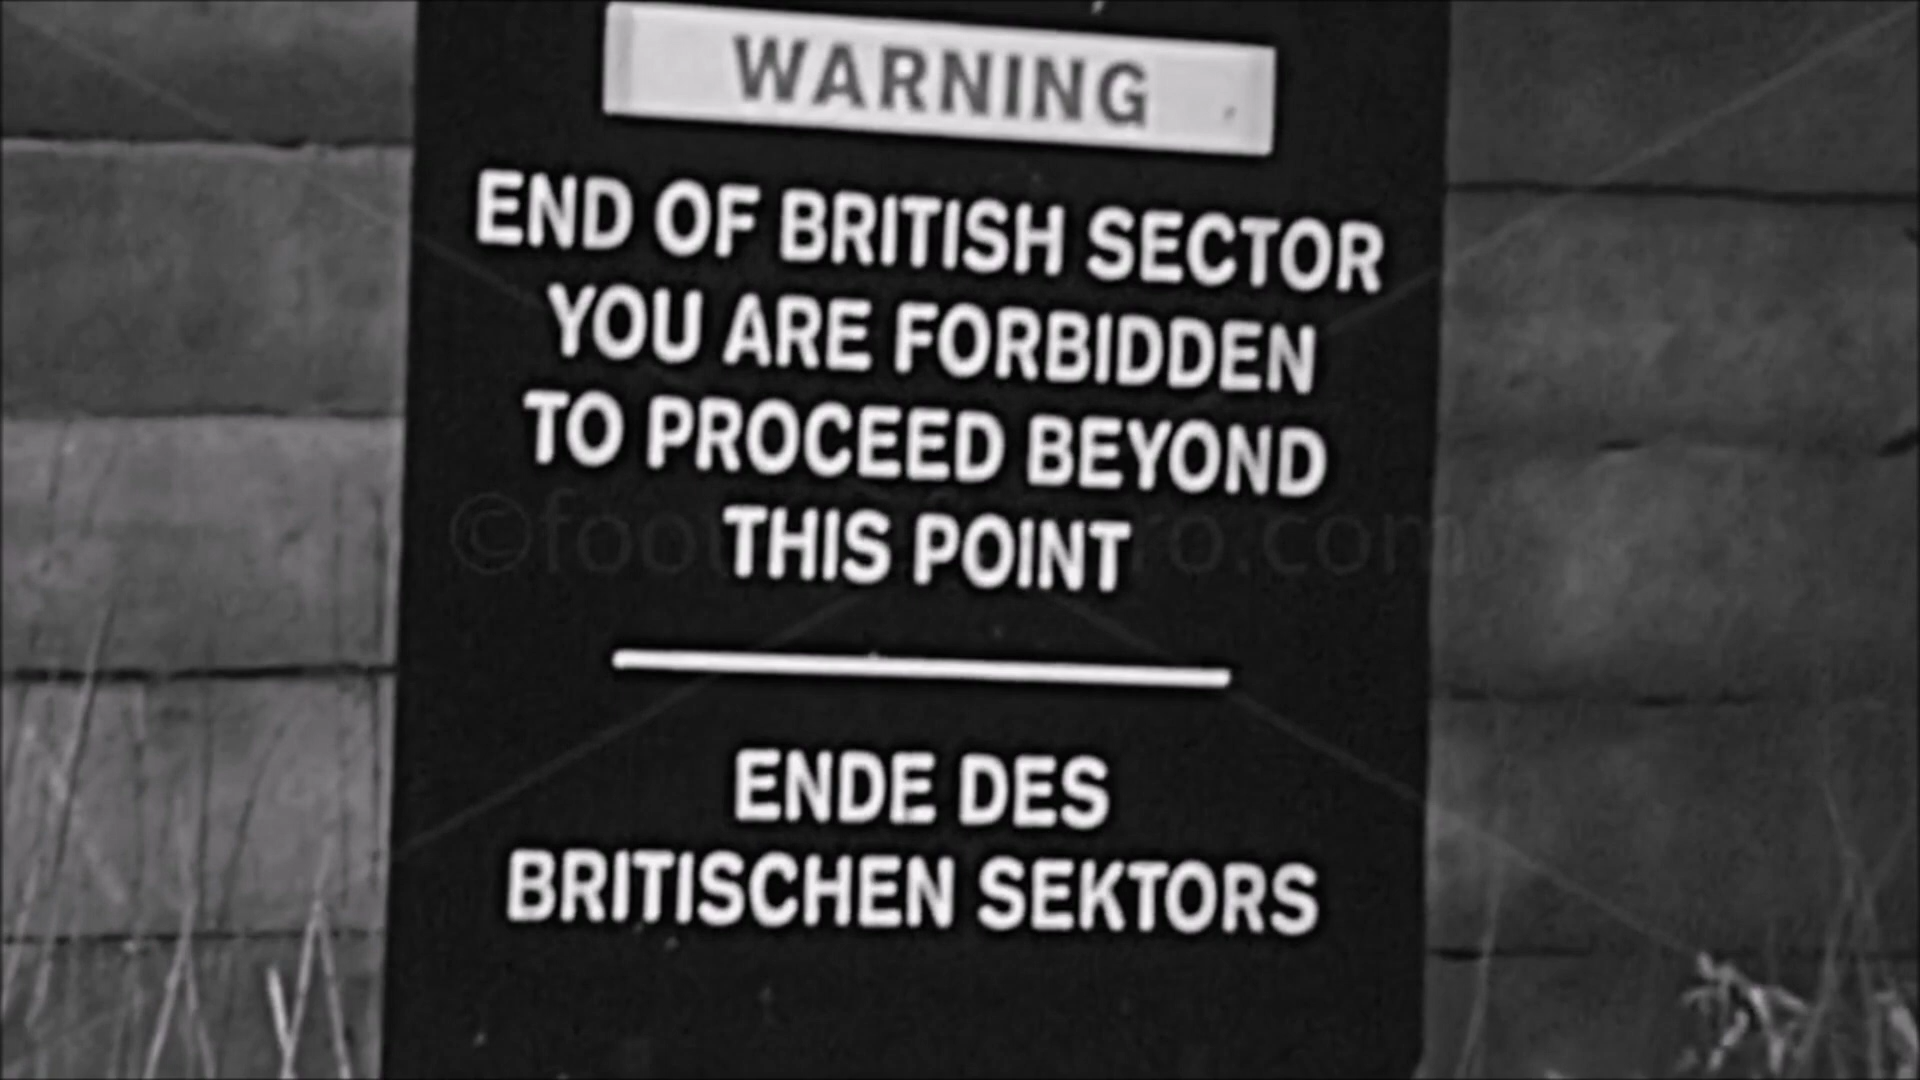 WARNING
END OF BRITISH SECTOR
YOU ARE FORBIDDEN
TO PROCEED BEYOND
THIS POINT
ENDE DES
BRITISCHEN SEKTORS